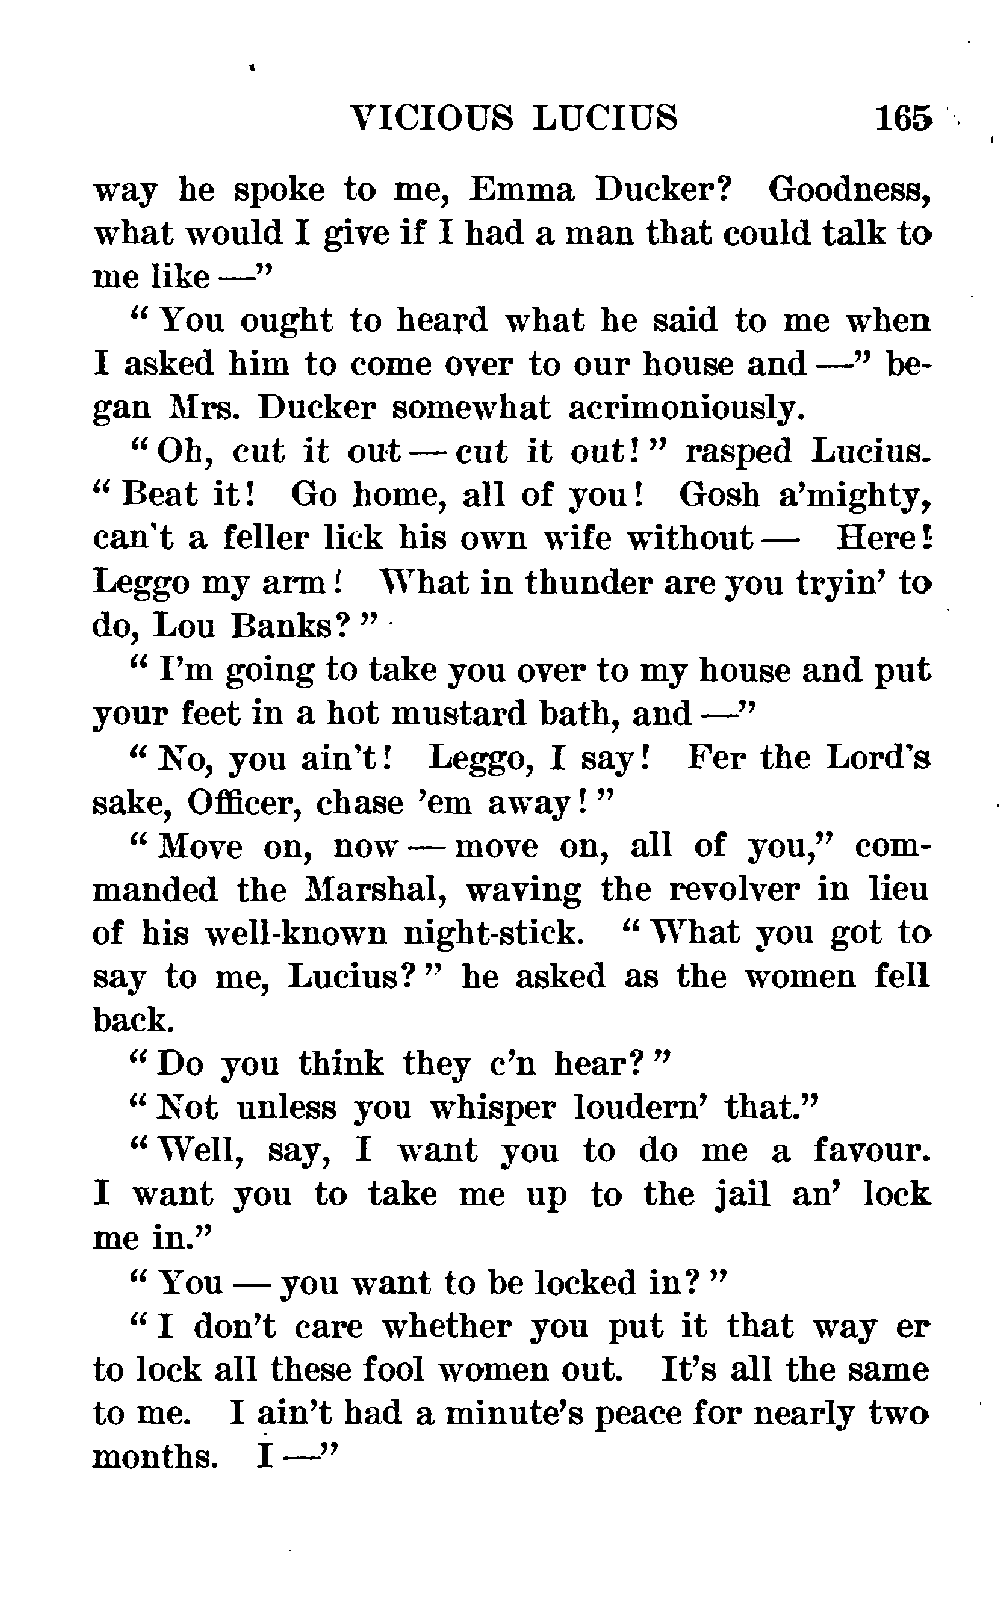 VICIOUS LUCIUS 165
way he spoke to me, Emma Ducker? Goodness,
what would I give if I had a man that could talk to
me like —"
" You ought to heard what he said to me when
I asked him to come over to our house and —" be-
gan Mrs. Ducker somewhat acrimoniously.
" Oh, cut it out — cut it out! " rasped Lucius.
" Beat it! Go home, all of you! Gosh a'mighty,
can't a feller lick his own wife without — Here!
Leggo my arm! What in thunder are you tryin' to
do, Lou Banks? "
" I'm going to take you over to my house and put
your feet in a hot mustard bath, and —"
" No, you ain't! Leggo, I say! Fer the Lord's
sake, Officer, chase 'em away! "
" Move on, now — move on, all of you," com-
manded the Marshal, waving the revolver in lieu
of his well-known night-stick. " What you got to
say to me, Lucius? " he asked as the women fell
back.
" Do you think they c'n hear? "
" Not unless you whisper loudern' that."
" Well, say, I want you to do me a favour.
I want you to take me up to the jail an' lock
me in."
" You — you want to be locked in? "
" I don't care whether you put it that way er
to lock all these fool women out. It's all the same
to me. I ain't had a minute's peace for nearly two
months. I —"